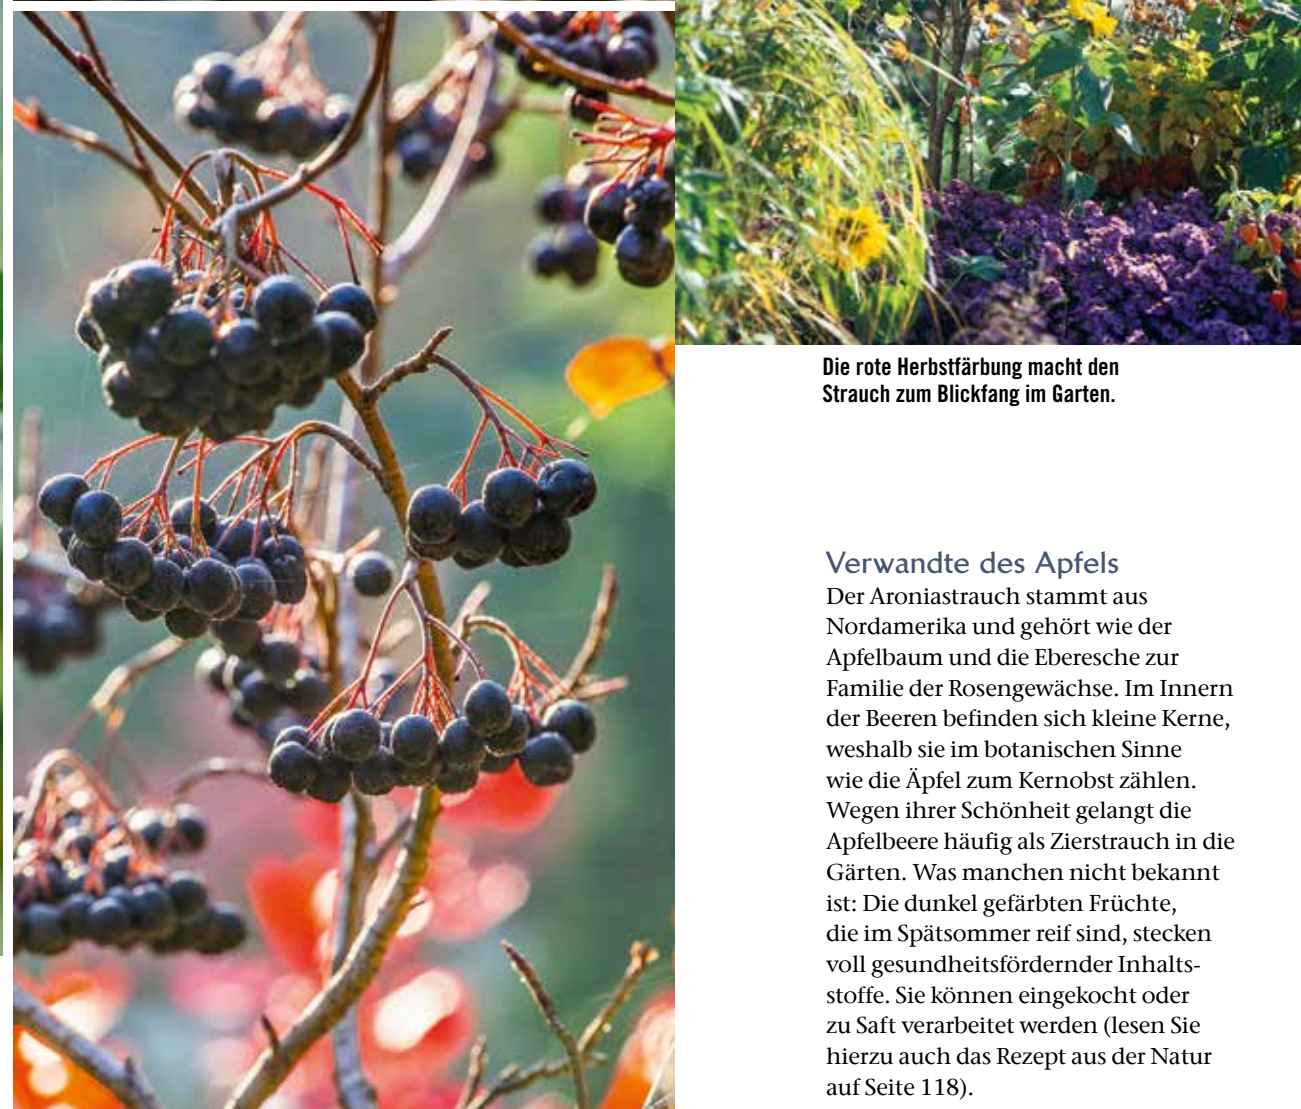 Die rote Herbstfärbung macht den
Strauch zum Blickfang im Garten.
Verwandte des Apfels
Der Aroniastrauch stammt aus
Nordamerika und gehört wie der
Apfelbaum und die Eberesche zur
Familie der Rosengewächse. Im Innern
der Beeren befinden sich kleine Kerne,
weshalb sie im botanischen Sinne
wie die Äpfel zum Kernobst zählen.
Wegen ihrer Schönheit gelangt die
Apfelbeere häufig als Zierstrauch in die
Gärten. Was manchen nicht bekannt
ist: Die dunkel gefärbten Früchte,
die im Spätsommer reif sind, stecken
voll gesundheitsfördernder Inhalts-
stoffe. Sie können eingekocht oder
zu Saft verarbeitet werden (lesen Sie
hierzu auch das Rezept aus der Natur
auf Seite 118).